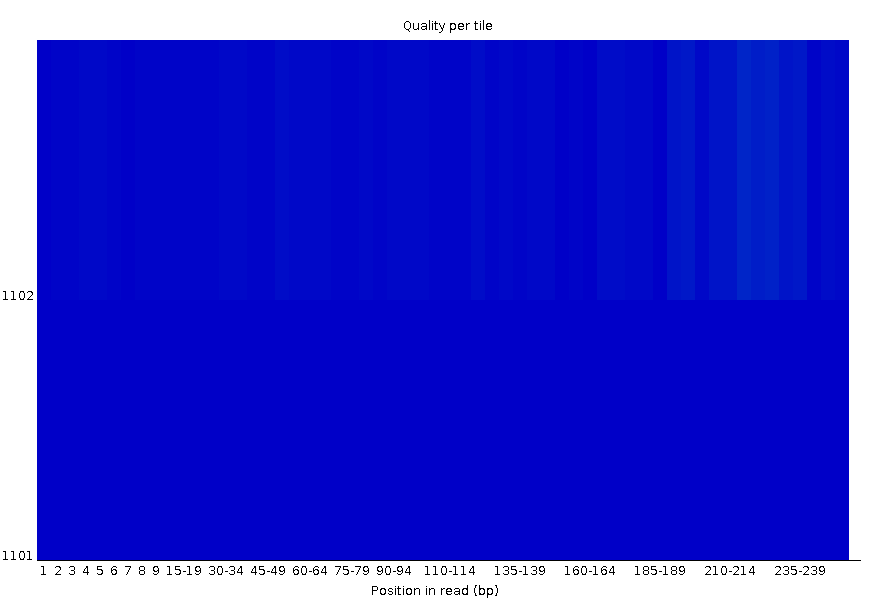 Quality per tile
1102
1101
1 2 3 4 5 6 7 8 9 15-19 30-34 45-49 60-64 75-79 90-94 110-114 135-139 160-164 185-189 210-214 235-239
Position in read (bp)